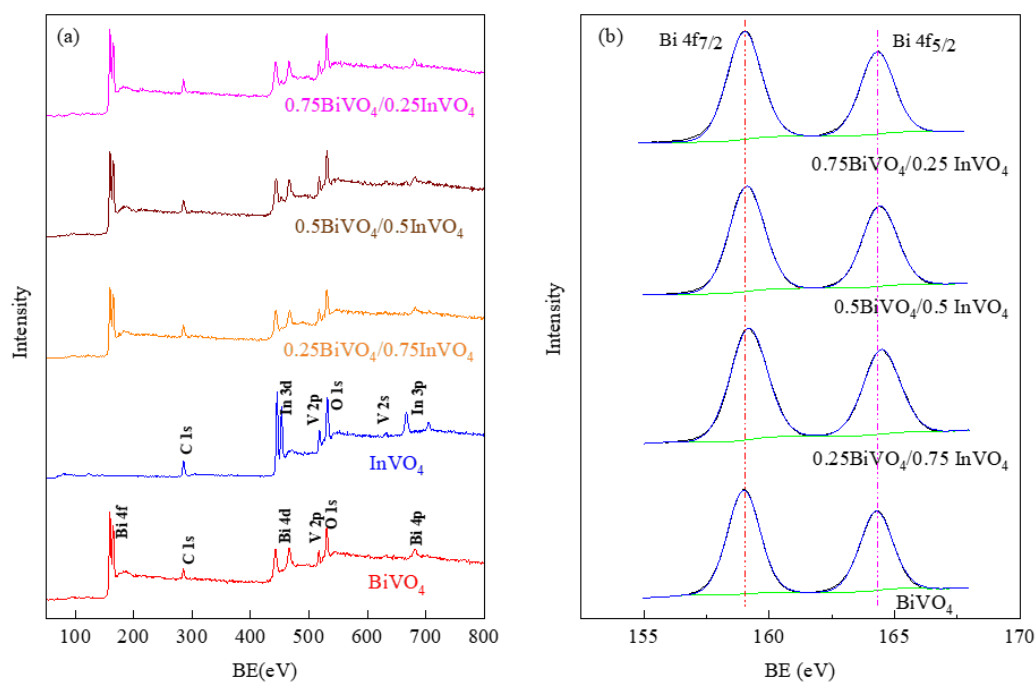 (a)
0.75BiVO4/0.25InVO4
0.5BiVO4/0.5InVO4
0.25BiVO4/0.75InVO4
C 1s
In 3d
V 2p
O 1s
V 2s
In 3p
InVO4
Bi 4f
C 1s
Bi 4d
V 2p
O 1s
Bi 4p
BiVO4
Intensity
100 200 300 400 500 600 700 800
BE(eV)
(b)
Bi 4f7/2
Bi 4f5/2
0.75BiVO4/0.25 InVO4
0.5BiVO4/0.5 InVO4
0.25BiVO4/0.75 InVO4
BiVO4
Intensity
155 160 165 170
BE (eV)